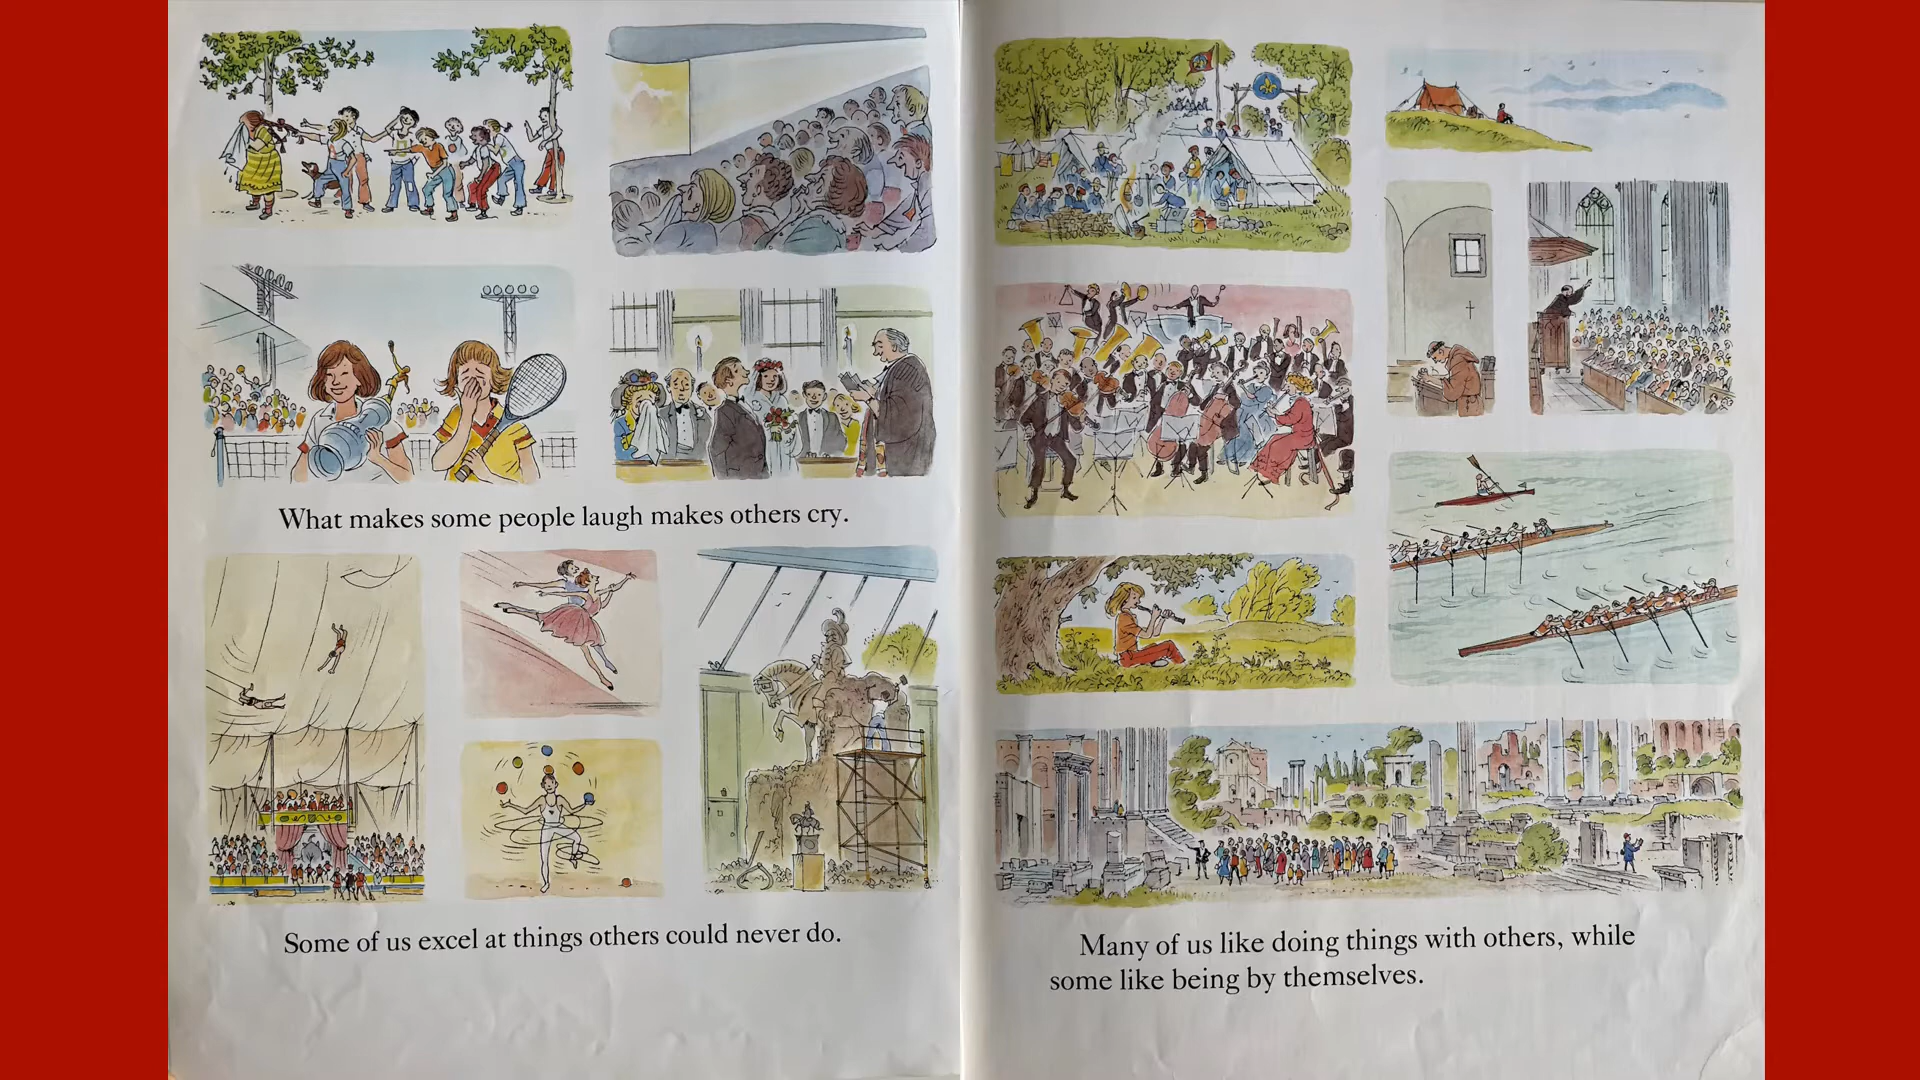 What makes some people laugh makes others cry.
Some of us excel at things others could never do.
Many of us like doing things with others, while
some like being by themselves.